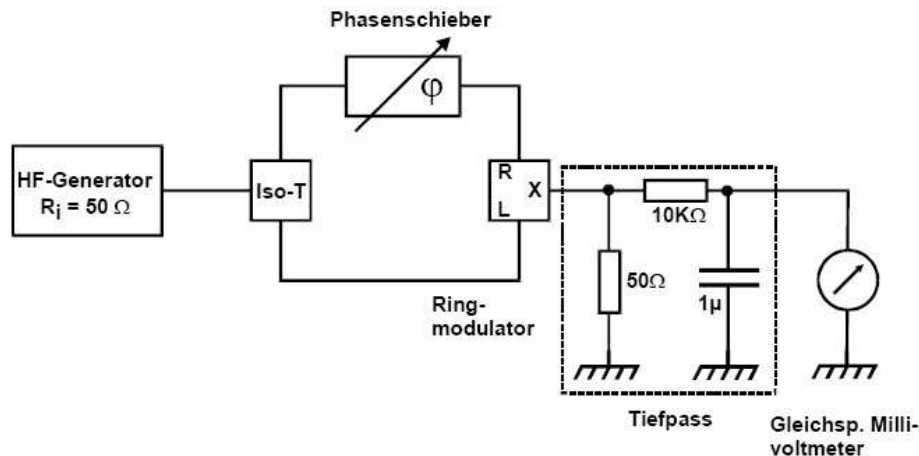 Phasenschieber
φ
HF-Generator
Ri = 50 Ω
Iso-T
R
X
L
10KΩ
50Ω
1µ
Ring-
modulator
Tiefpass
Gleichsp. Milli-
voltmeter